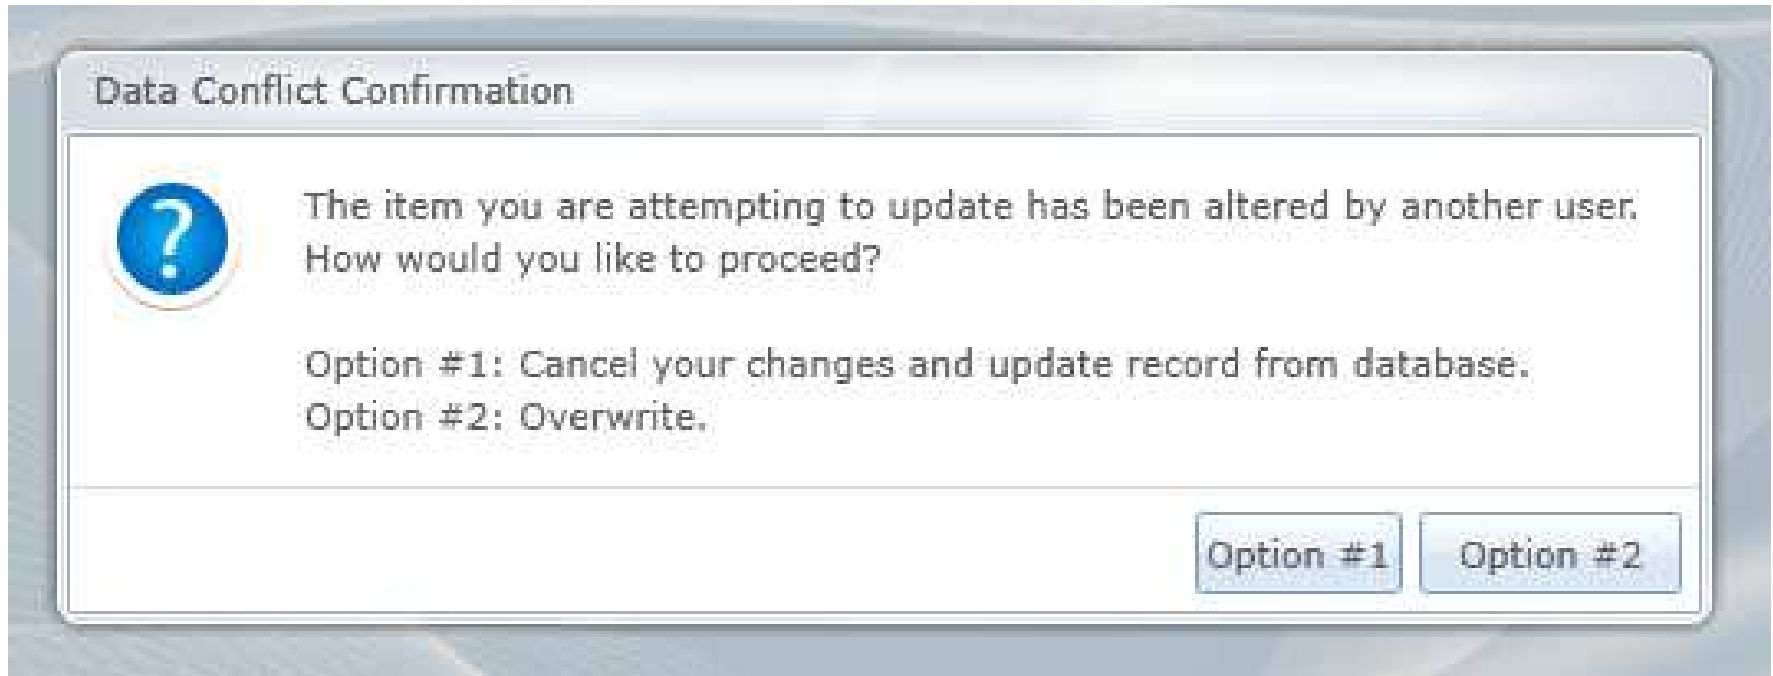 Data Conflict Confirmation
The item you are attempting to update has been altered by another user.
How would you like to proceed?
Option #1: Cancel your changes and update record from database.
Option #2: Overwrite.
Option #1 Option #2